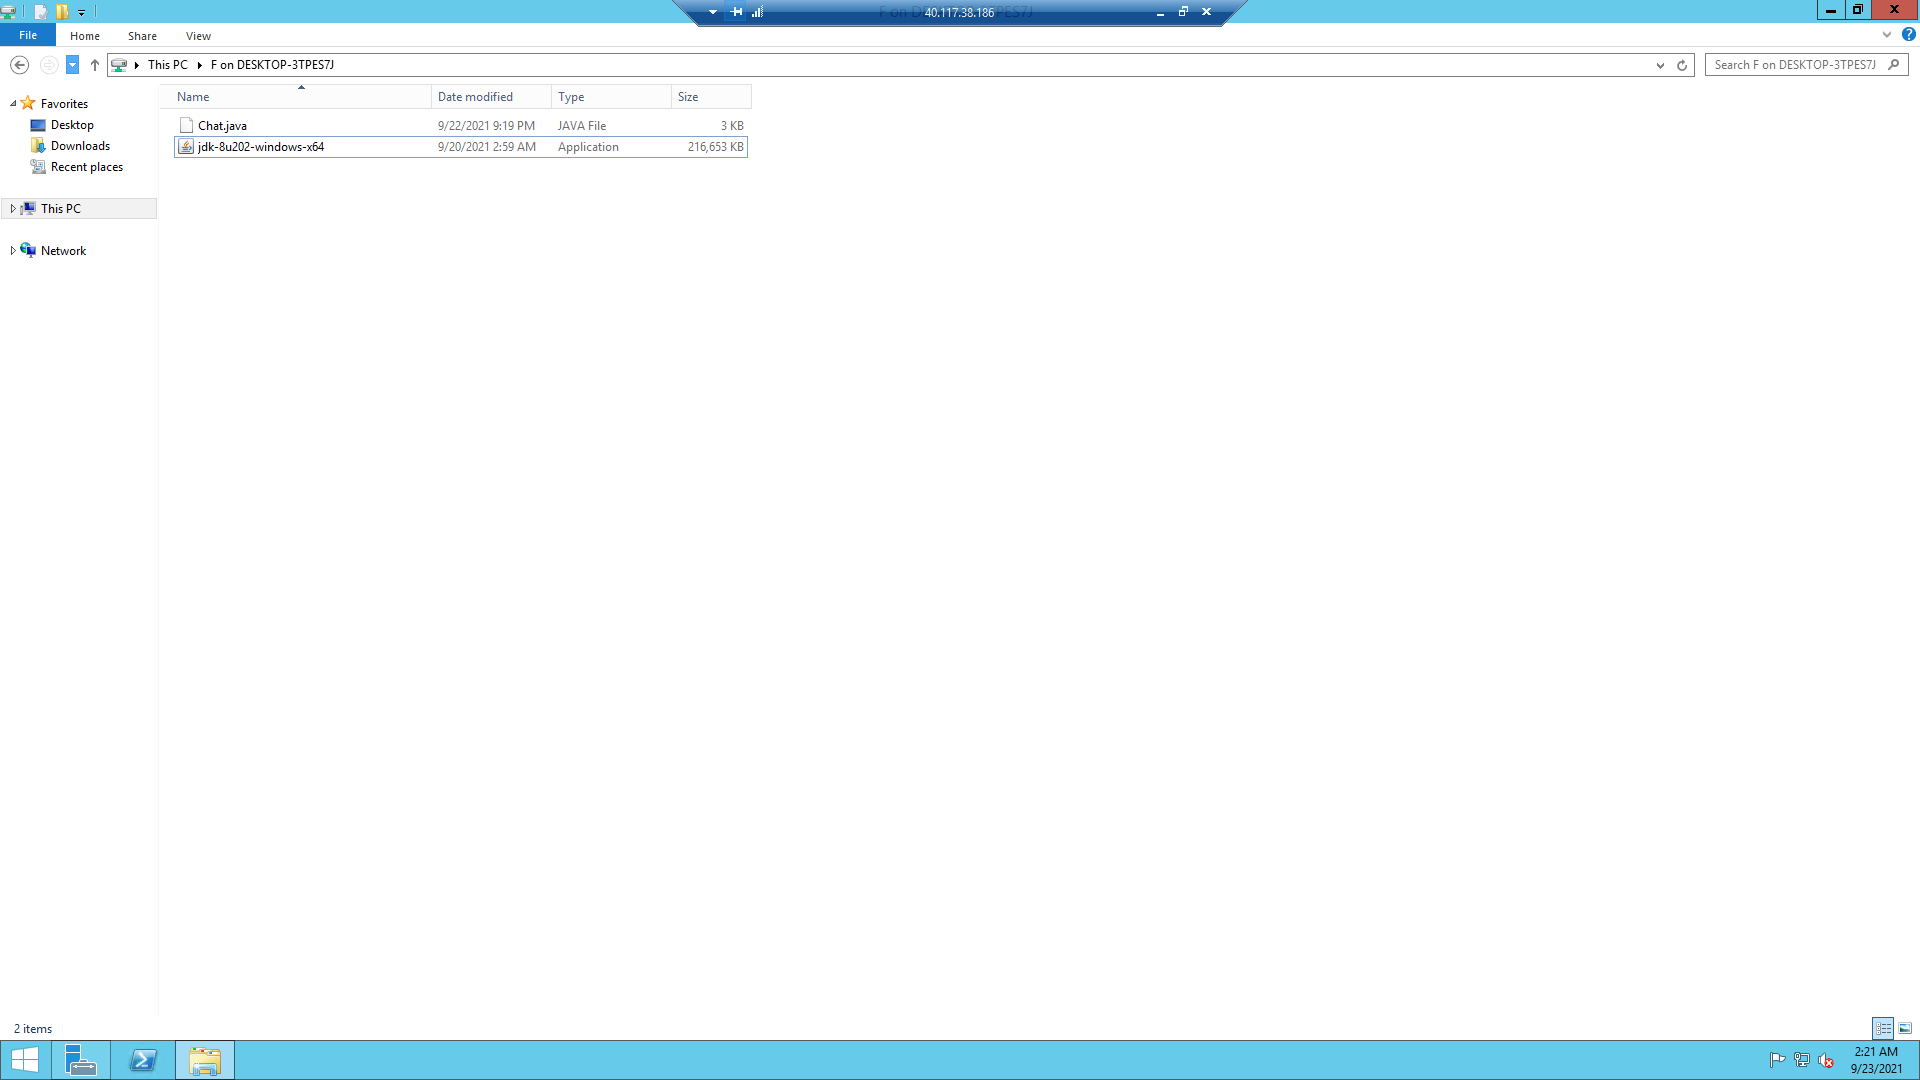 40.117.38.186
File Home Share View
This PC F on DESKTOP-3TPES7J
Search F on DESKTOP-3TPES7J
Name Date modified Type Size
Favorites
Desktop
Downloads
Recent places
This PC
Network
Chat.java 9/22/2021 9:19 PM JAVA File 3 KB
jdk-8u202-windows-x64 9/20/2021 2:59 AM Application 216,653 KB
2 items
2:21 AM
9/23/2021